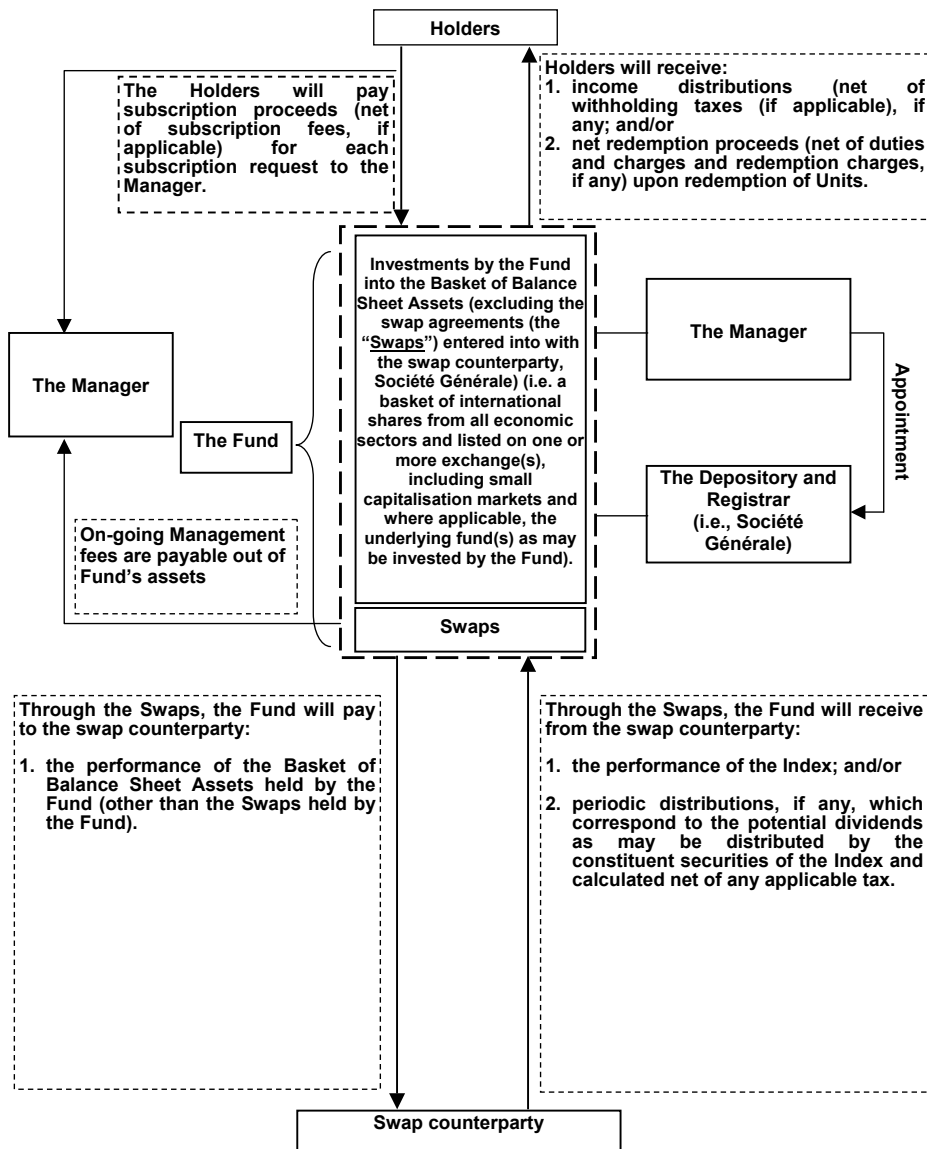 Holders
The Holders will pay
subscription proceeds (net
of subscription fees, if
applicable) for each
subscription request to the
Manager.
Holders will receive:
1. income distributions (net of
withholding taxes (if applicable), if
any; and/or
2. net redemption proceeds (net of duties
and charges and redemption charges,
if any) upon redemption of Units.
Investments by the Fund
into the Basket of Balance
Sheet Assets (excluding the
swap agreements (the
“Swaps”) entered into with
the swap counterparty,
Société Générale) (i.e. a
basket of international
shares from all economic
sectors and listed on one or
more exchange(s),
including small
capitalisation markets and
where applicable, the
underlying fund(s) as may
be invested by the Fund).
The Manager
The Fund
The Manager
Appointment
The Depository and
Registrar
(i.e., Société
Générale)
On-going Management
fees are payable out of
Fund’s assets
Swaps
Through the Swaps, the Fund will pay
to the swap counterparty:
1. the performance of the Basket of
Balance Sheet Assets held by the
Fund (other than the Swaps held by
the Fund).
Through the Swaps, the Fund will receive
from the swap counterparty:
1. the performance of the Index; and/or
2. periodic distributions, if any, which
correspond to the potential dividends
as may be distributed by the
constituent securities of the Index and
calculated net of any applicable tax.
Swap counterparty